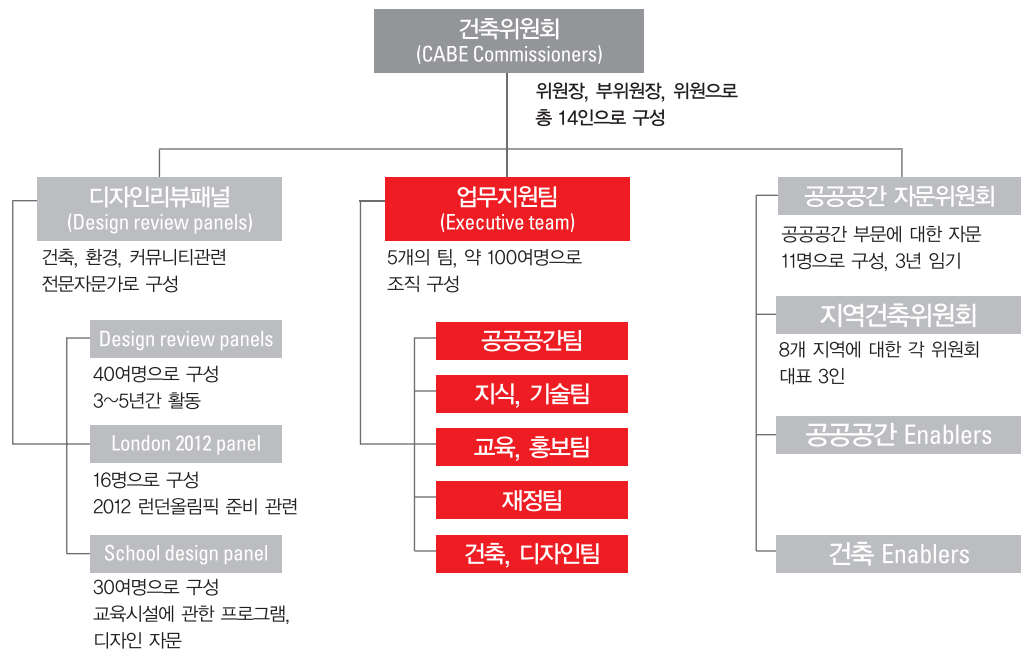 건축위원회
(CABE Commissioners)
위원장, 부위원장, 위원으로
총 14인으로 구성
디자인리뷰패널
(Design review panels)
건축, 환경, 커뮤니티관련
전문자문가로 구성
Design review panels
40여명으로 구성
3~5년간 활동
London 2012 panel
16명으로 구성
2012 런던올림픽 준비 관련
School design panel
30여명으로 구성
교육시설에 관한 프로그램,
디자인 자문
업무지원팀
(Executive team)
5개의 팀, 약 100여명으로
조직 구성
공공공간팀
지식, 기술팀
교육, 홍보팀
재정팀
건축, 디자인팀
공공공간 자문위원회
공공공간 부문에 대한 자문
11명으로 구성, 3년 임기
지역건축위원회
8개 지역에 대한 각 위원회
대표 3인
공공공간 Enablers
건축 Enablers